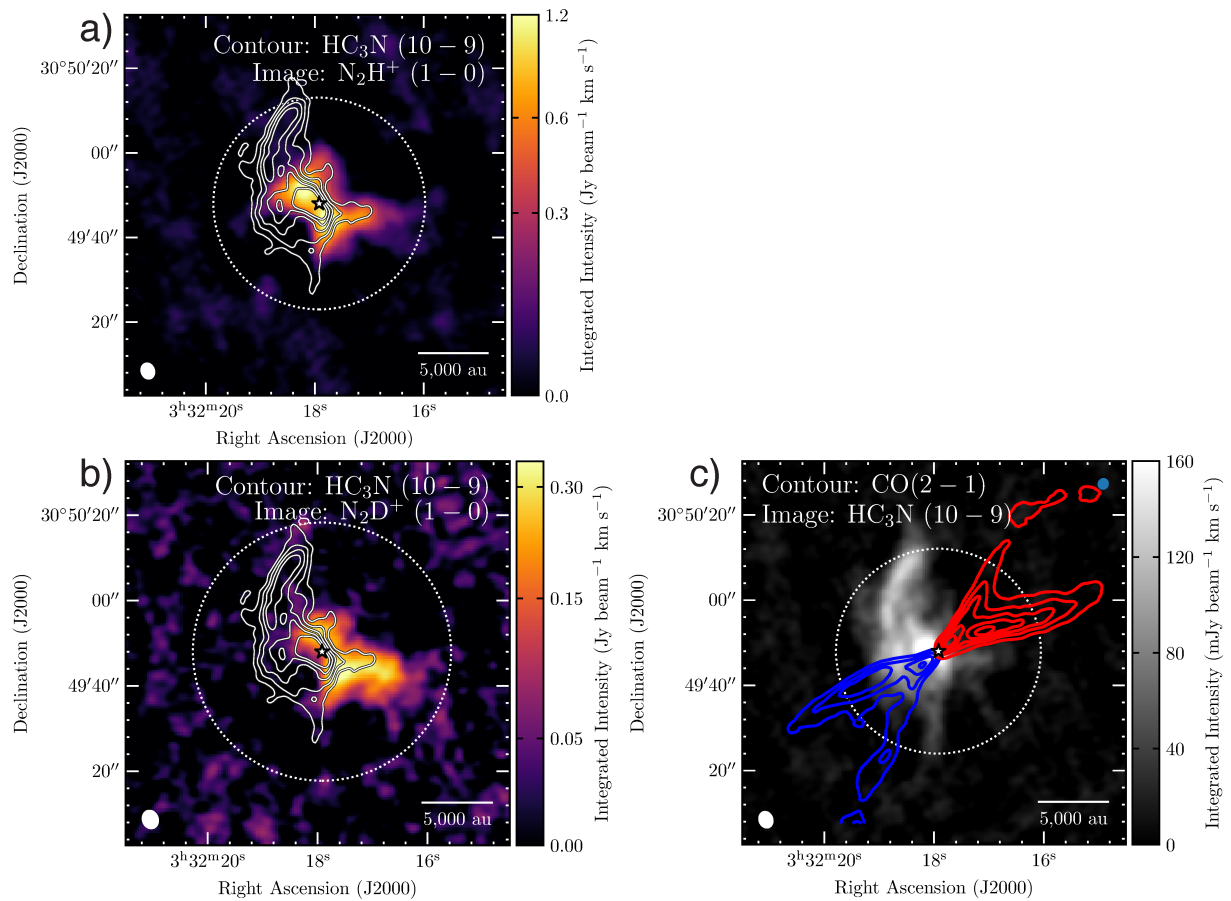 a)
Contour: HC₃N (10 − 9)
Image: N₂H⁺ (1 − 0)
30°50′20″
00″
49′40″
20″
Declination (J2000)
5,000 au
3ʰ32ᵐ20ˢ
18ˢ
16ˢ
Right Ascension (J2000)
1.2
0.6
0.3
0.0
Integrated Intensity (Jy beam⁻¹ km s⁻¹)
b)
Contour: HC₃N (10 − 9)
Image: N₂D⁺ (1 − 0)
30°50′20″
00″
49′40″
20″
Declination (J2000)
5,000 au
3ʰ32ᵐ20ˢ
18ˢ
16ˢ
Right Ascension (J2000)
0.30
0.15
0.05
0.00
Integrated Intensity (Jy beam⁻¹ km s⁻¹)
c)
Contour: CO(2 − 1)
Image: HC₃N (10 − 9)
30°50′20″
00″
49′40″
20″
Declination (J2000)
5,000 au
3ʰ32ᵐ20ˢ
18ˢ
16ˢ
Right Ascension (J2000)
160
120
80
40
0
Integrated Intensity (mJy beam⁻¹ km s⁻¹)